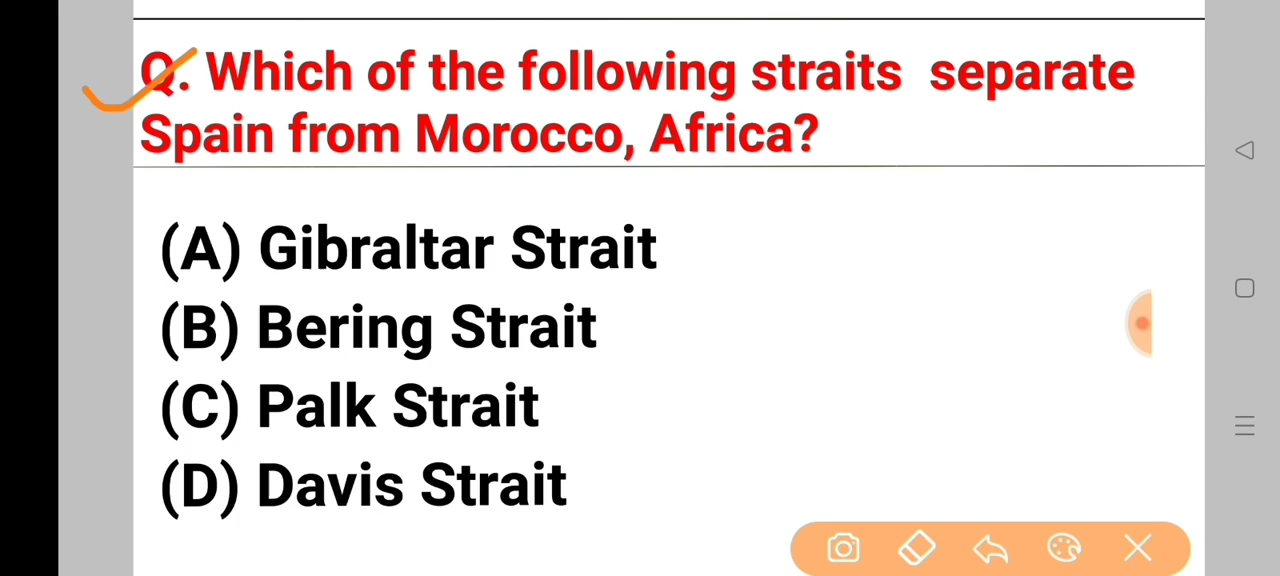 Q. Which of the following straits separate
Spain from Morocco, Africa?
(A) Gibraltar Strait
(B) Bering Strait
(C) Palk Strait
(D) Davis Strait